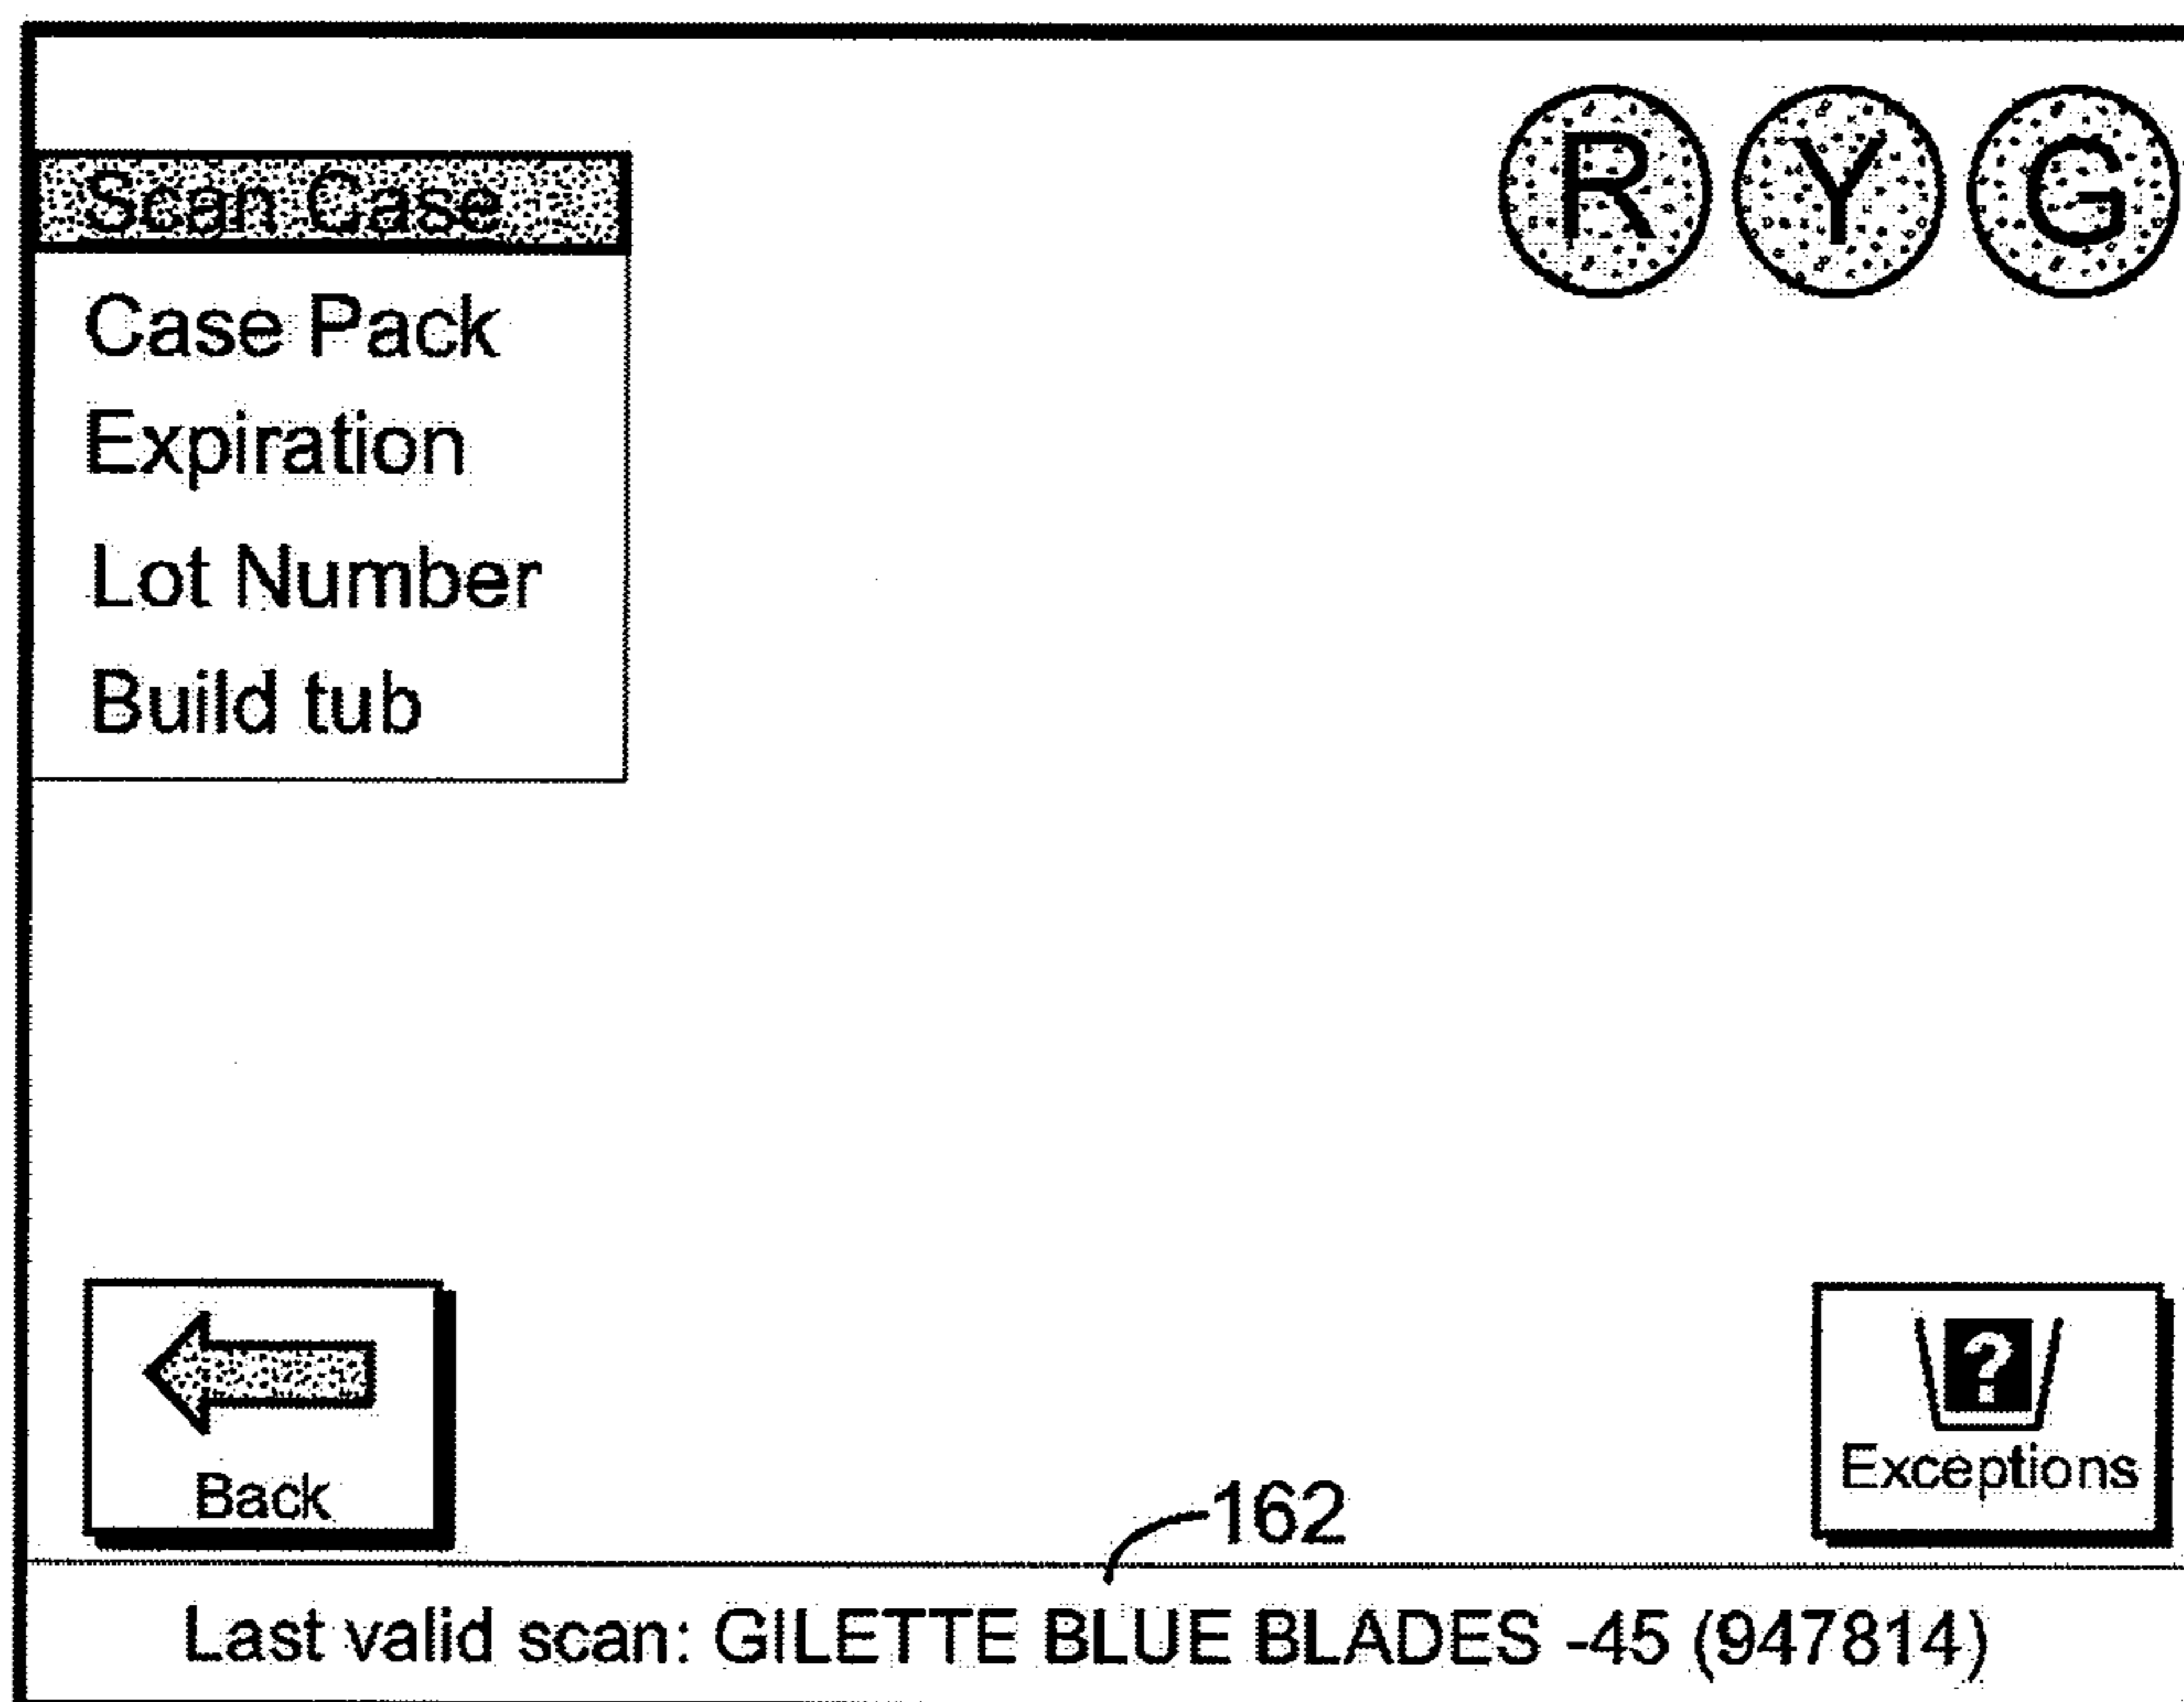 R Y G
Scan Case
Case Pack
Expiration
Lot Number
Build tub
?
Back
Exceptions
162
Last valid scan: GILETTE BLUE BLADES -45 (947814)